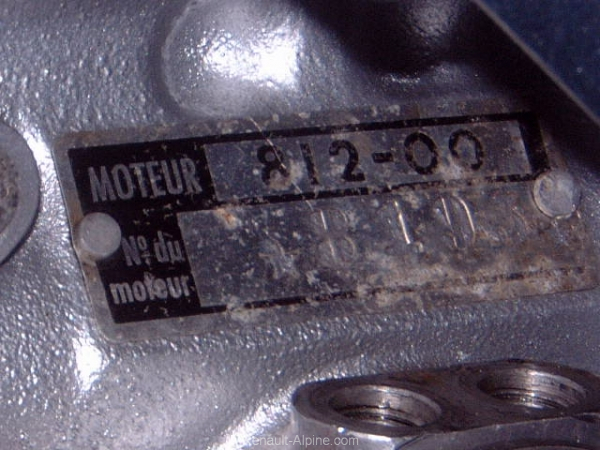 MOTEUR 812-00
Nº du
moteur
Renault-Alpine.com